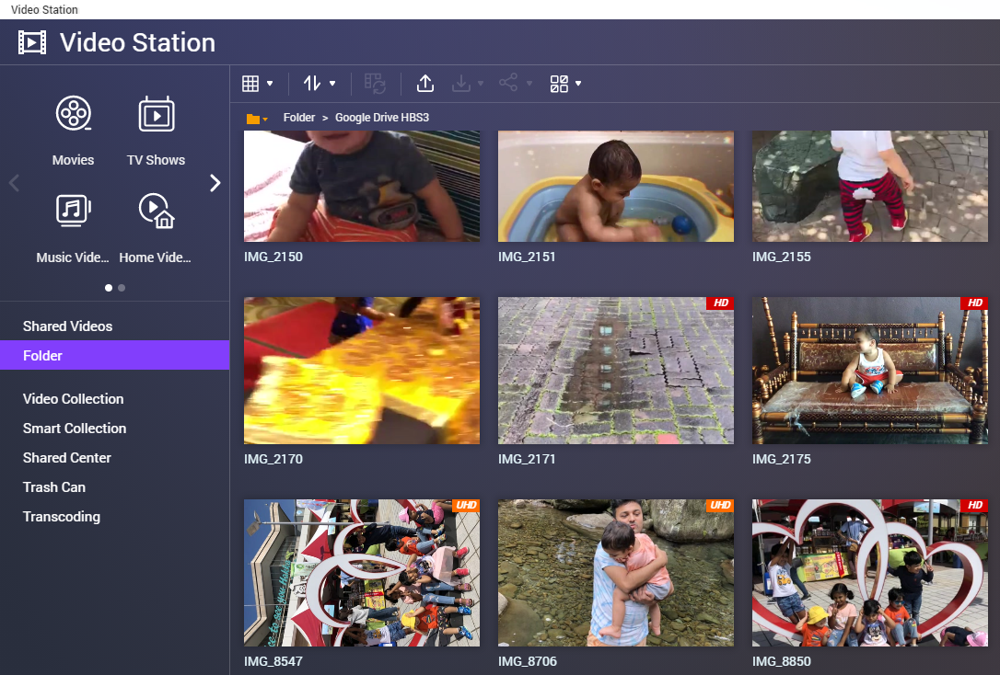 Video Station
Video Station
Movies
TV Shows
Music Vide...
Home Vide...
Shared Videos
Folder
Video Collection
Smart Collection
Shared Center
Trash Can
Transcoding
Folder > Google Drive HBS3
IMG_2150
IMG_2151
IMG_2155
HD
HD
IMG_2170
IMG_2171
IMG_2175
UHD
UHD
HD
IMG_8547
IMG_8706
IMG_8850